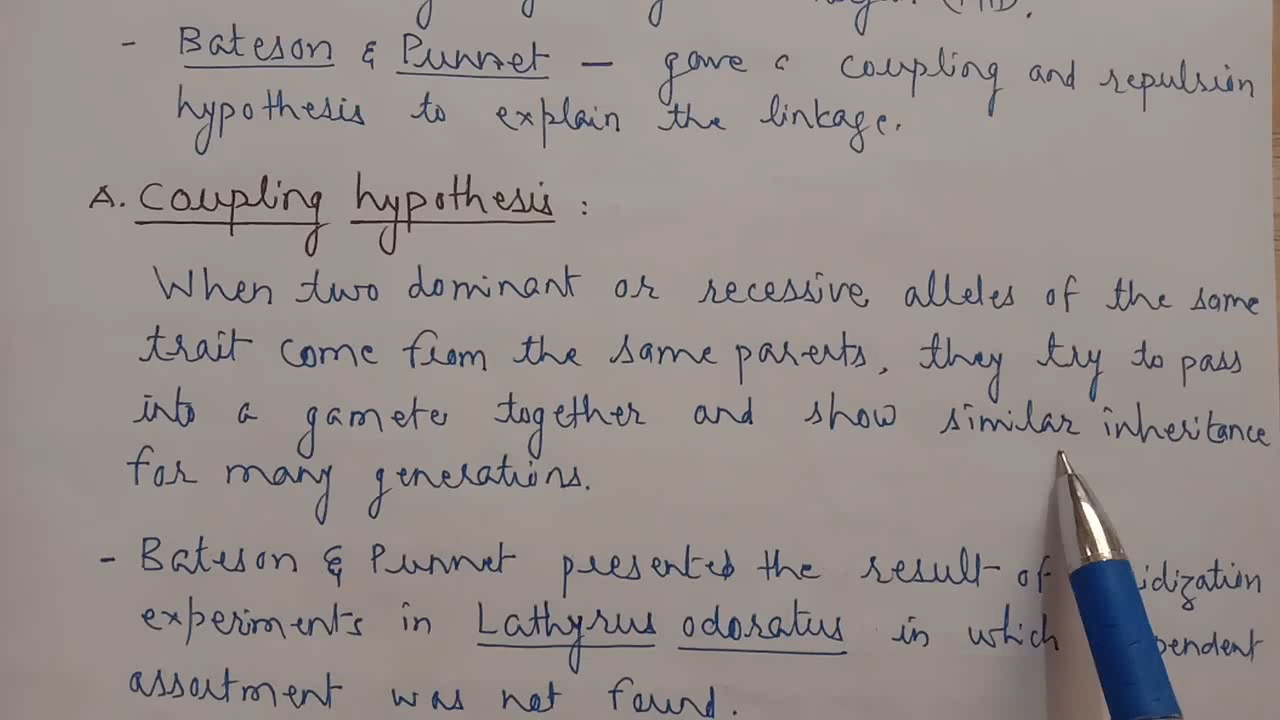 - Bateson & Punnet - gave a coupling and repulsion
hypothesis to explain the linkage.
A. Coupling hypothesis :
When two dominant or recessive alleles of the same
trait come from the same parents, they try to pass
into a gamete together and show similar inheritance
for many generations.
- Bateson & Punnet presented the result of
experiments in Lathyrus odoratus in which
assortment was not found.